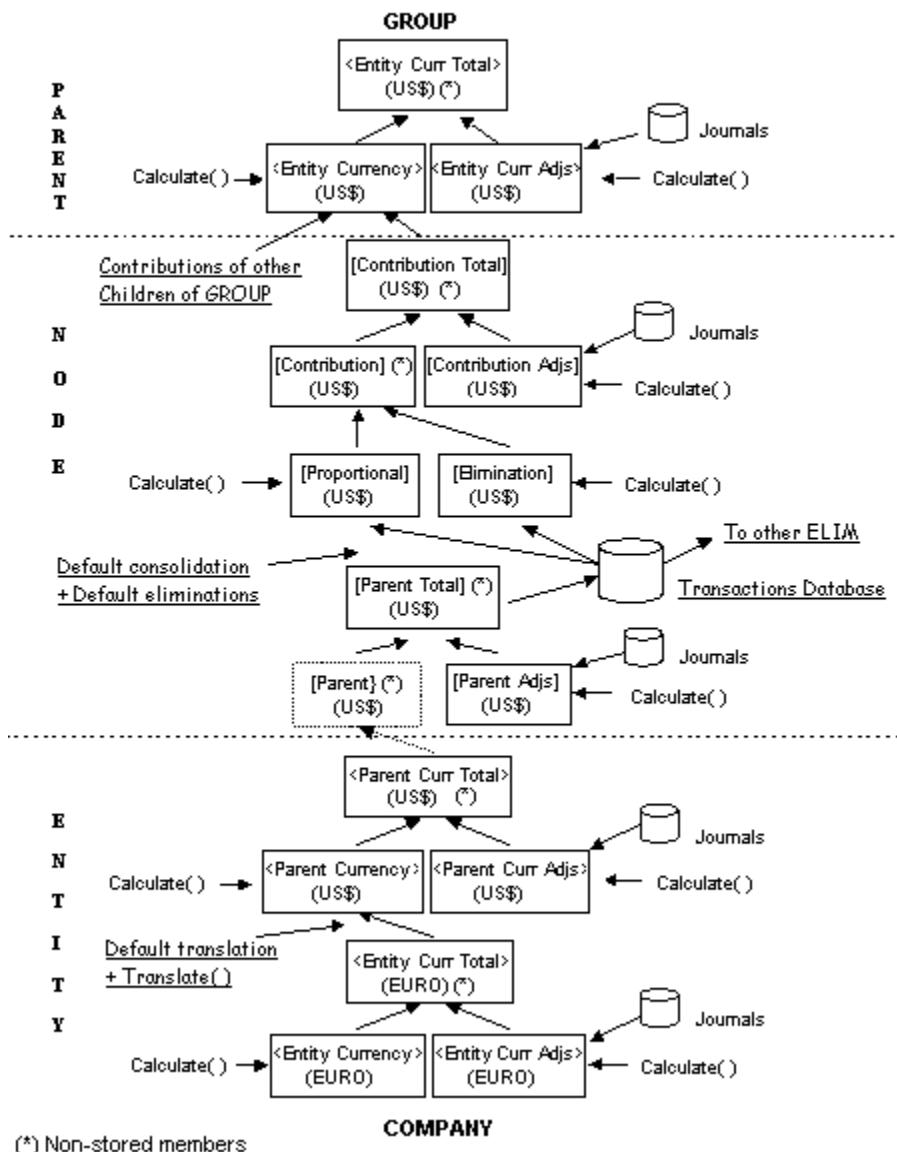 GROUP
<Entity Curr Total>
(US$) (*)
P
A
R
E
N
T
Journals
Calculate( )
<Entity Currency>
(US$)
<Entity Curr Adjs>
(US$)
Calculate( )
Contributions of other
Children of GROUP
[Contribution Total]
(US$) (*)
N
O
D
E
Journals
[Contribution] (*)
(US$)
[Contribution Adjs]
(US$)
Calculate( )
Calculate( )
[Proportional]
(US$)
[Elimination]
(US$)
Calculate( )
To other ELIM
Default consolidation
+ Default eliminations
[Parent Total] (*)
(US$)
Transactions Database
Journals
[Parent} (*)
(US$)
[Parent Adjs]
(US$)
Calculate( )
<Parent Curr Total>
(US$) (*)
E
N
T
I
T
Y
Journals
Calculate( )
<Parent Currency>
(US$)
<Parent Curr Adjs>
(US$)
Calculate( )
Default translation
+ Translate( )
<Entity Curr Total>
(EURO) (*)
Journals
Calculate( )
<Entity Currency>
(EURO)
<Entity Curr Adjs>
(EURO)
Calculate( )
COMPANY
(*) Non-stored members